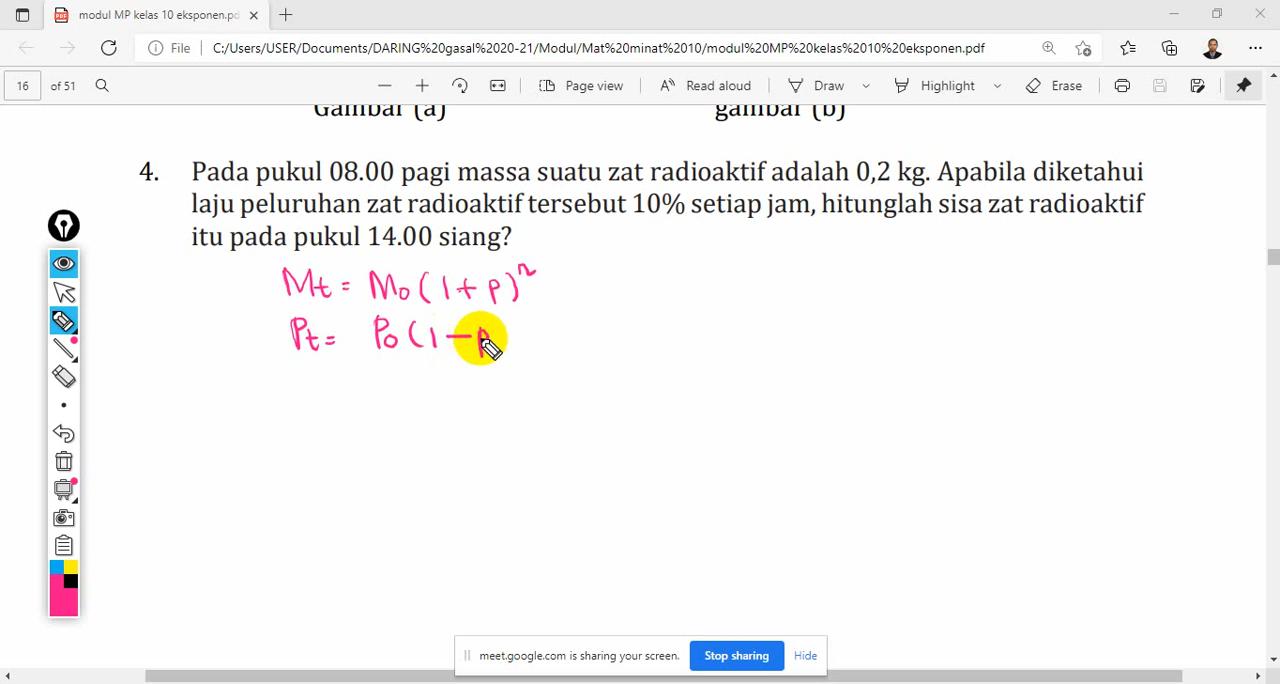 modul MP kelas 10 eksponen.pd
File C:/Users/USER/Documents/DARING%20gasal%202020-21/Modul/Mat%20minat%2010/modul%20MP%20kelas%2010%20eksponen.pdf
16 of 51 Page view Read aloud Draw Highlight Erase
Gambar (a) gambar (b)
4. Pada pukul 08.00 pagi massa suatu zat radioaktif adalah 0,2 kg. Apabila diketahui
laju peluruhan zat radioaktif tersebut 10% setiap jam, hitunglah sisa zat radioaktif
itu pada pukul 14.00 siang?
Mt = M₀(1+p)ⁿ
Pt = P₀(1−p
meet.google.com is sharing your screen. Stop sharing Hide